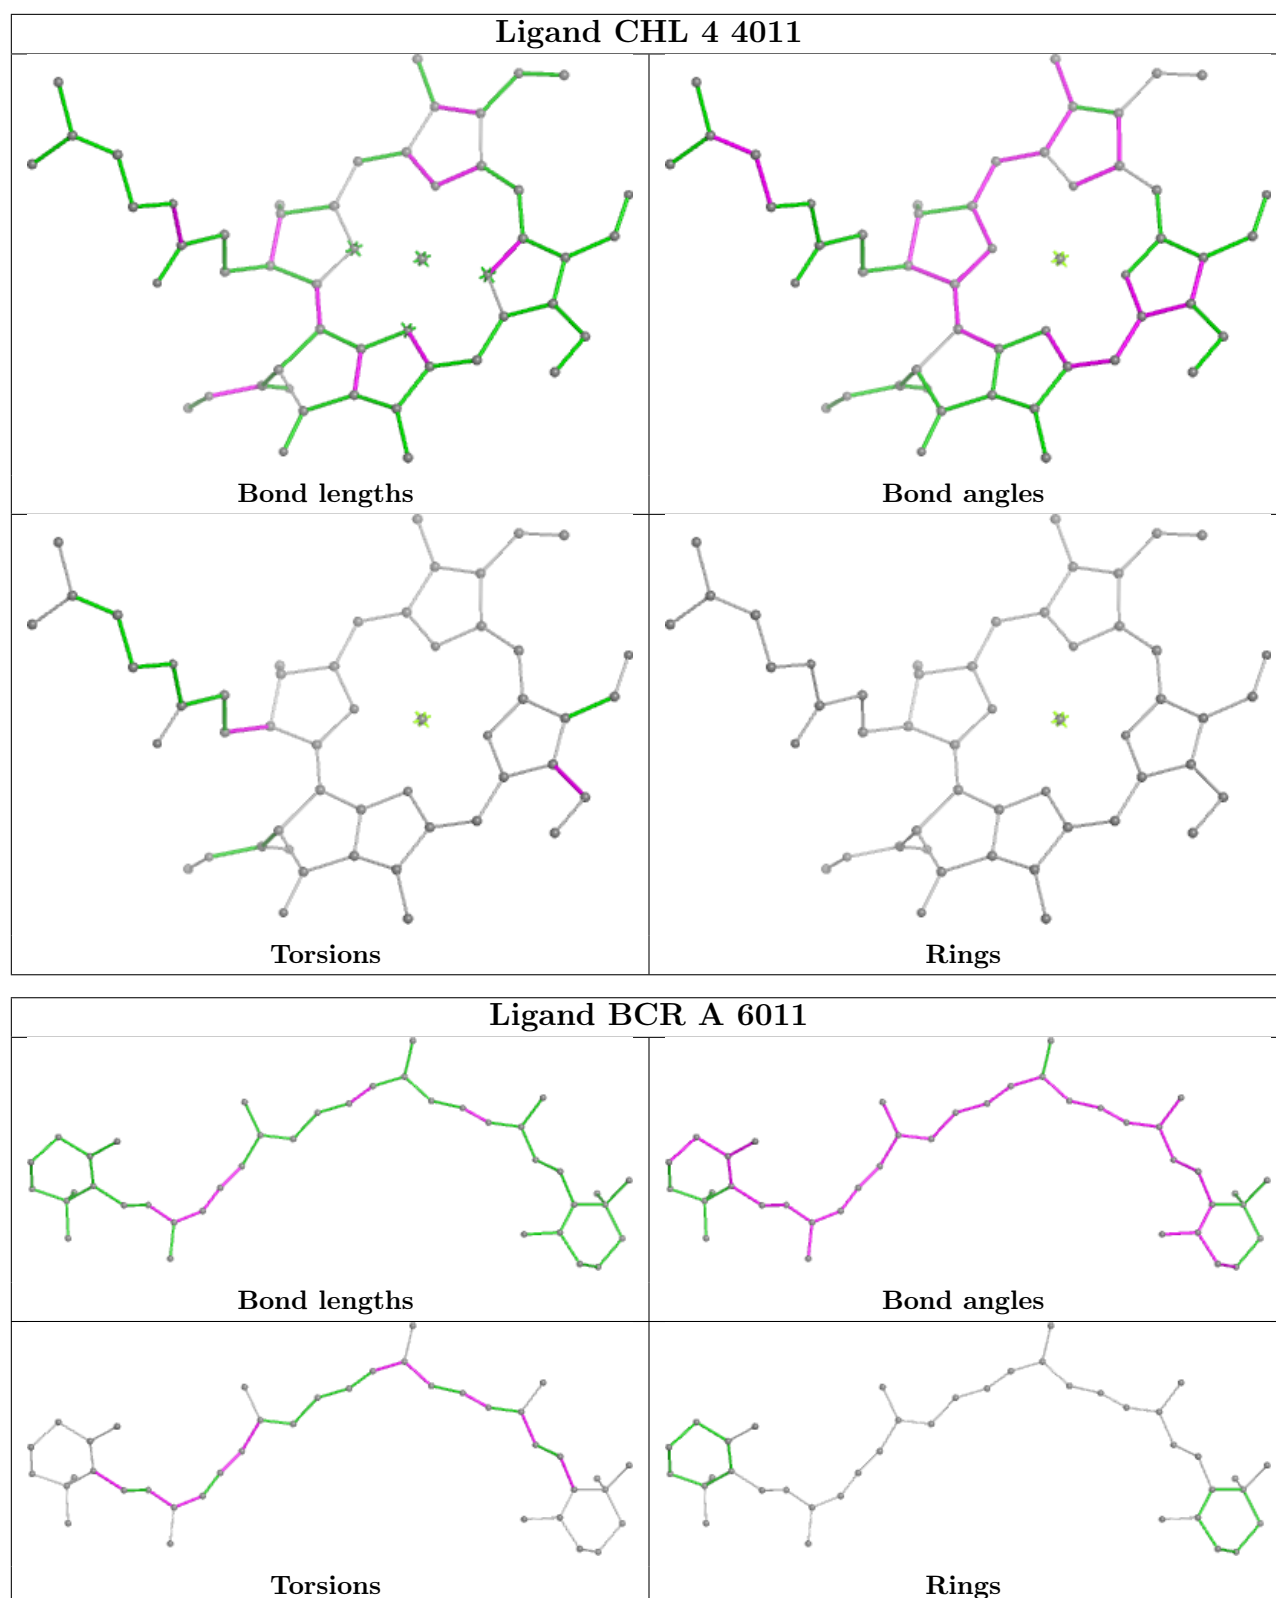 Ligand CHL 4 4011
Bond lengths
Bond angles
Torsions
Rings
Ligand BCR A 6011
Bond lengths
Bond angles
Torsions
Rings